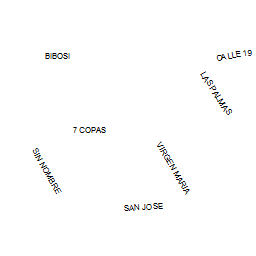 BIBOSI
CALLE 19
LAS PALMAS
7 COPAS
SIN NOMBRE
VIRGEN MARIA
SAN JOSE